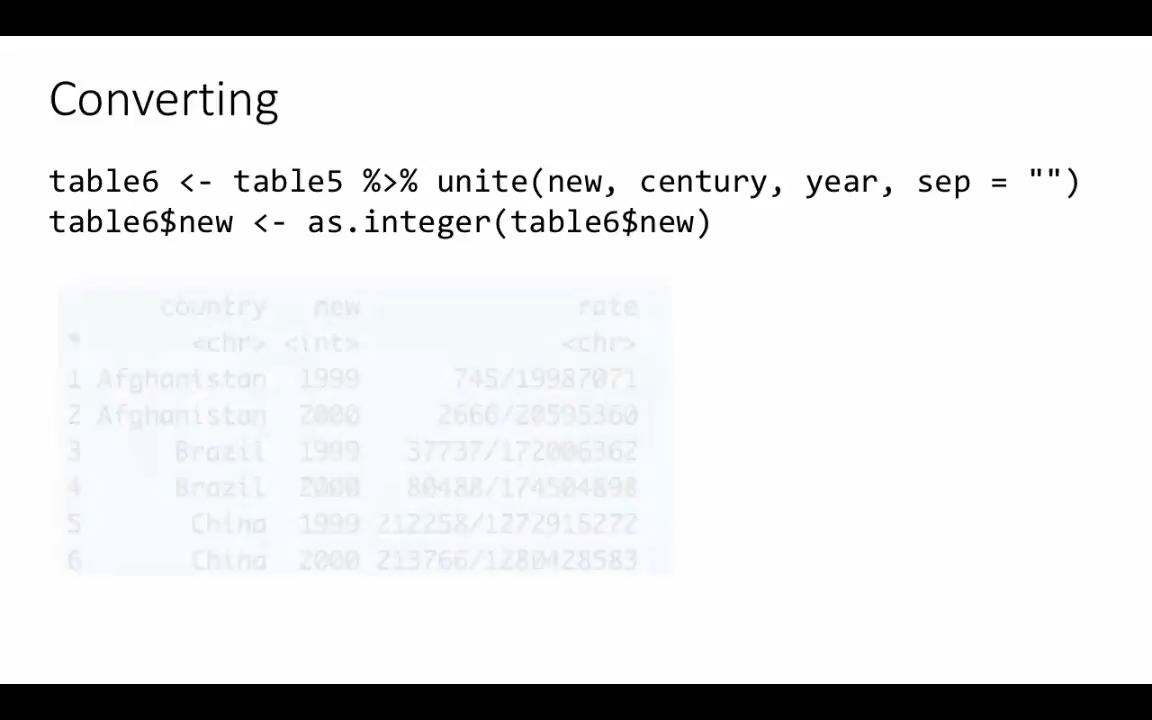 Converting
table6 <- table5 %>% unite(new, century, year, sep = "")
table6$new <- as.integer(table6$new)
country new rate
* <chr> <int> <chr>
1 Afghanistan 1999 745/19987071
2 Afghanistan 2000 2666/20595360
3 Brazil 1999 37737/172006362
4 Brazil 2000 80488/174504898
5 China 1999 212258/1272915272
6 China 2000 213766/1280428583